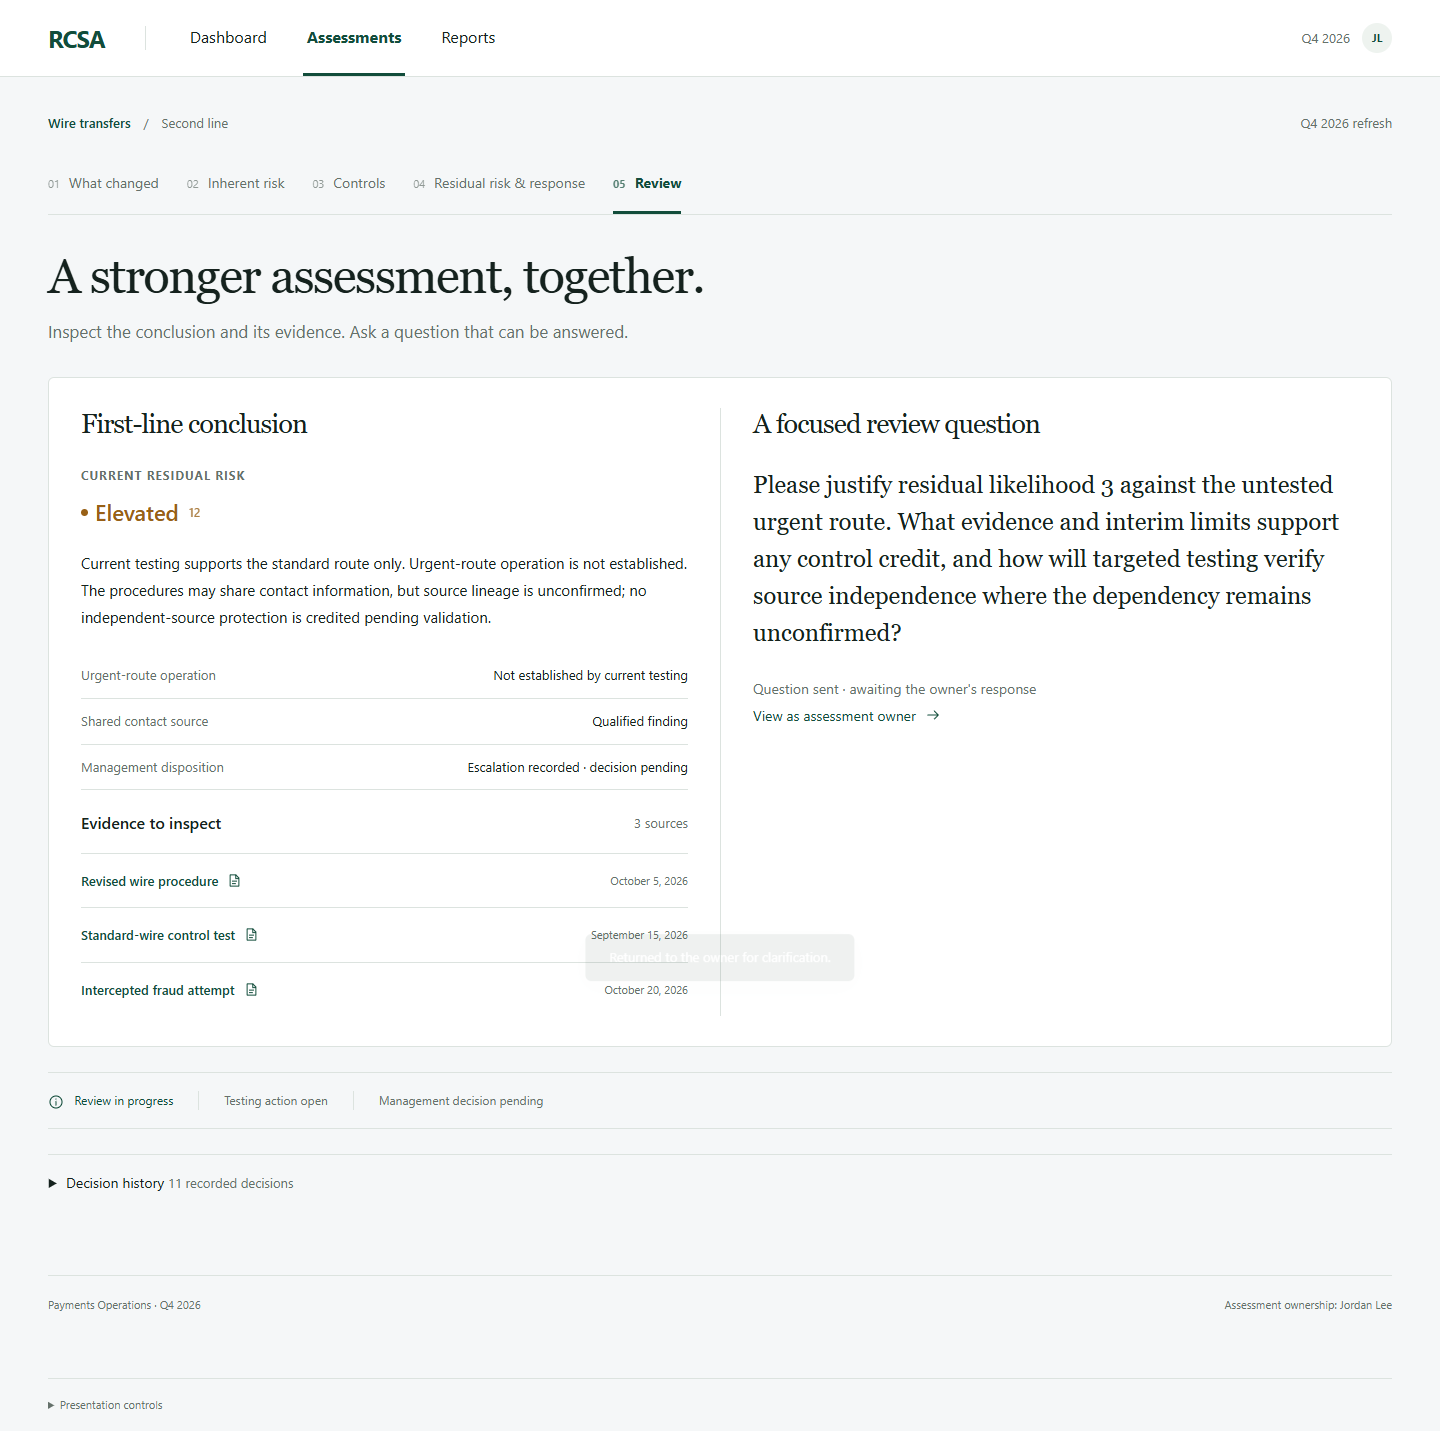 RCSA
Dashboard
Assessments
Reports
Q4 2026
JL
Wire transfers / Second line
Q4 2026 refresh
01 What changed
02 Inherent risk
03 Controls
04 Residual risk & response
05 Review
A stronger assessment, together.
Inspect the conclusion and its evidence. Ask a question that can be answered.
First-line conclusion
CURRENT RESIDUAL RISK
• Elevated 12
Current testing supports the standard route only. Urgent-route operation is not established.
The procedures may share contact information, but source lineage is unconfirmed; no
independent-source protection is credited pending validation.
Urgent-route operation
Not established by current testing
Shared contact source
Qualified finding
Management disposition
Escalation recorded · decision pending
Evidence to inspect
3 sources
Revised wire procedure
October 5, 2026
Standard-wire control test
September 15, 2026
Intercepted fraud attempt
October 20, 2026
A focused review question
Please justify residual likelihood 3 against the untested
urgent route. What evidence and interim limits support
any control credit, and how will targeted testing verify
source independence where the dependency remains
unconfirmed?
Question sent · awaiting the owner's response
View as assessment owner →
Returned to the owner for clarification.
Review in progress
Testing action open
Management decision pending
Decision history 11 recorded decisions
Payments Operations · Q4 2026
Assessment ownership: Jordan Lee
Presentation controls